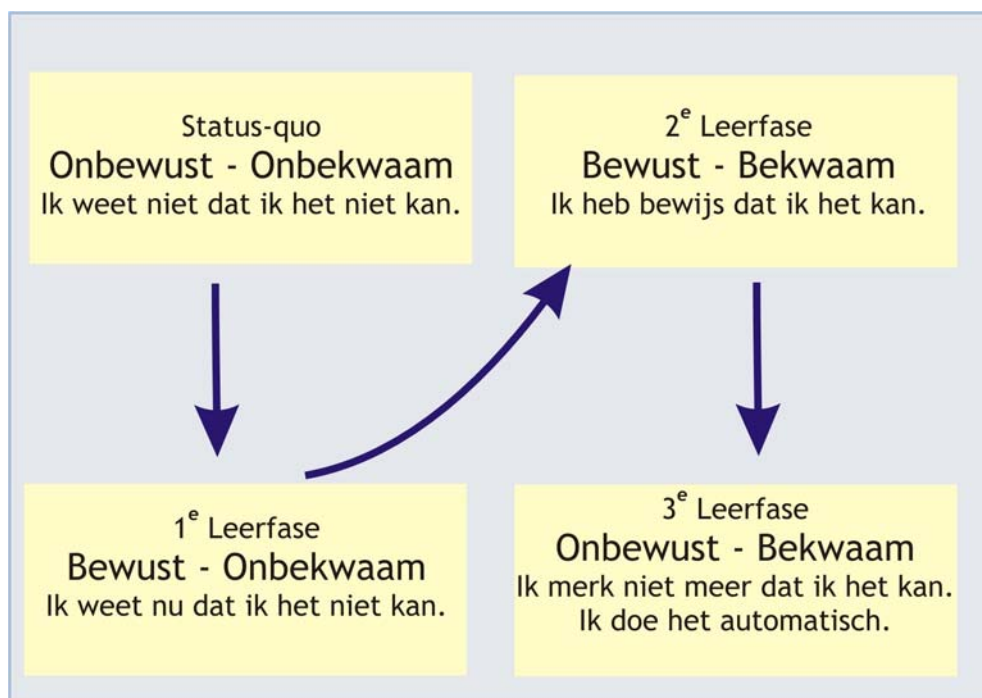 Status-quo
Onbewust - Onbekwaam
Ik weet niet dat ik het niet kan.
1e Leerfase
Bewust - Onbekwaam
Ik weet nu dat ik het niet kan.
2e Leerfase
Bewust - Bekwaam
Ik heb bewijs dat ik het kan.
3e Leerfase
Onbewust - Bekwaam
Ik merk niet meer dat ik het kan.
Ik doe het automatisch.